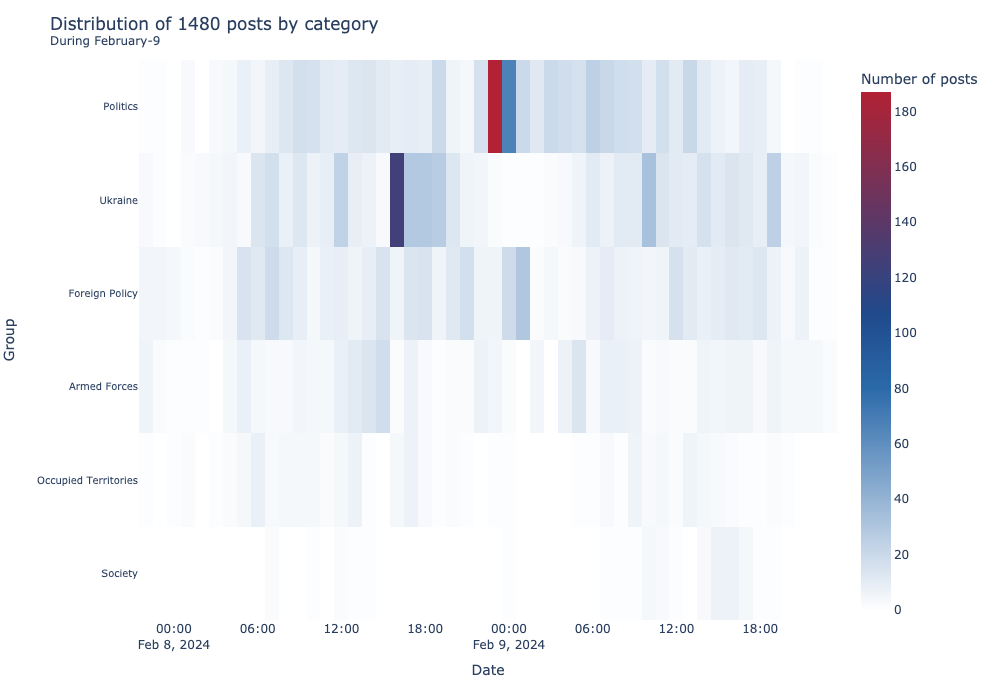 Distribution of 1480 posts by category
During February-9
Number of posts
Politics
Ukraine
Foreign Policy
Armed Forces
Occupied Territories
Society
Group
180
160
140
120
100
80
60
40
20
0
00:00 06:00 12:00 18:00 00:00 06:00 12:00 18:00
Feb 8, 2024 Feb 9, 2024
Date